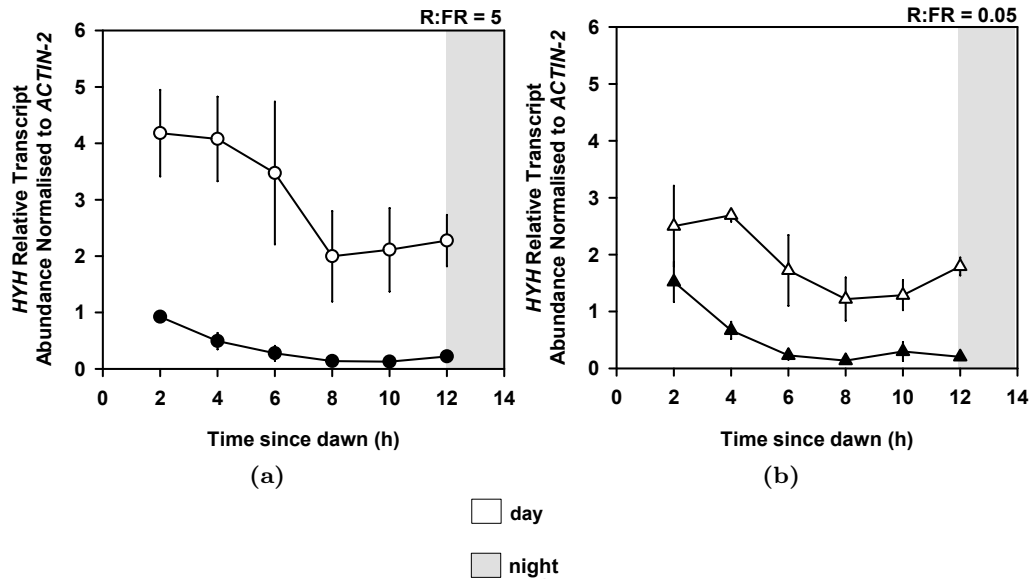 R:FR = 5
HYH Relative Transcript
Abundance Normalised to ACTIN-2
6
5
4
3
2
1
0
0 2 4 6 8 10 12 14
Time since dawn (h)
(a)
R:FR = 0.05
HYH Relative Transcript
Abundance Normalised to ACTIN-2
6
5
4
3
2
1
0
0 2 4 6 8 10 12 14
Time since dawn (h)
(b)
day
night